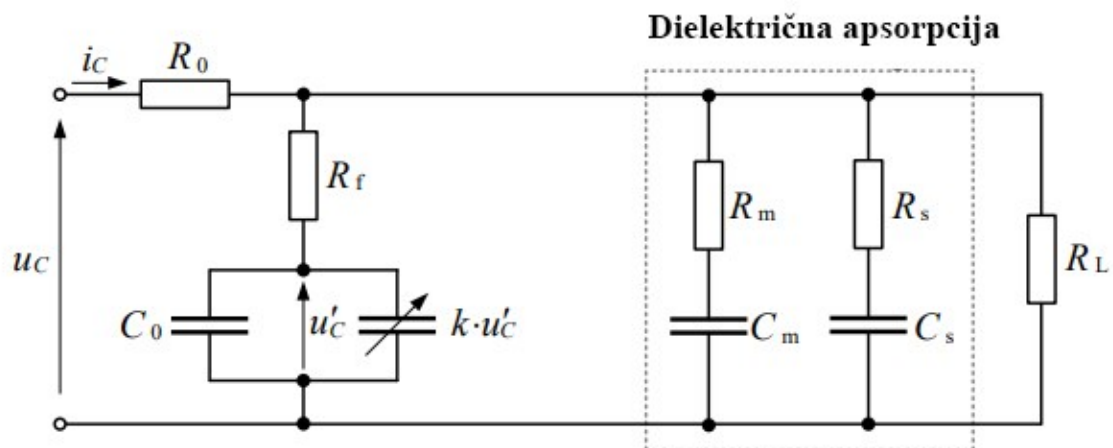 Dielektrična apsorpcija
i_C
R_0
R_f
R_m
R_s
R_L
u_C
C_0
u'_C
k·u'_C
C_m
C_s